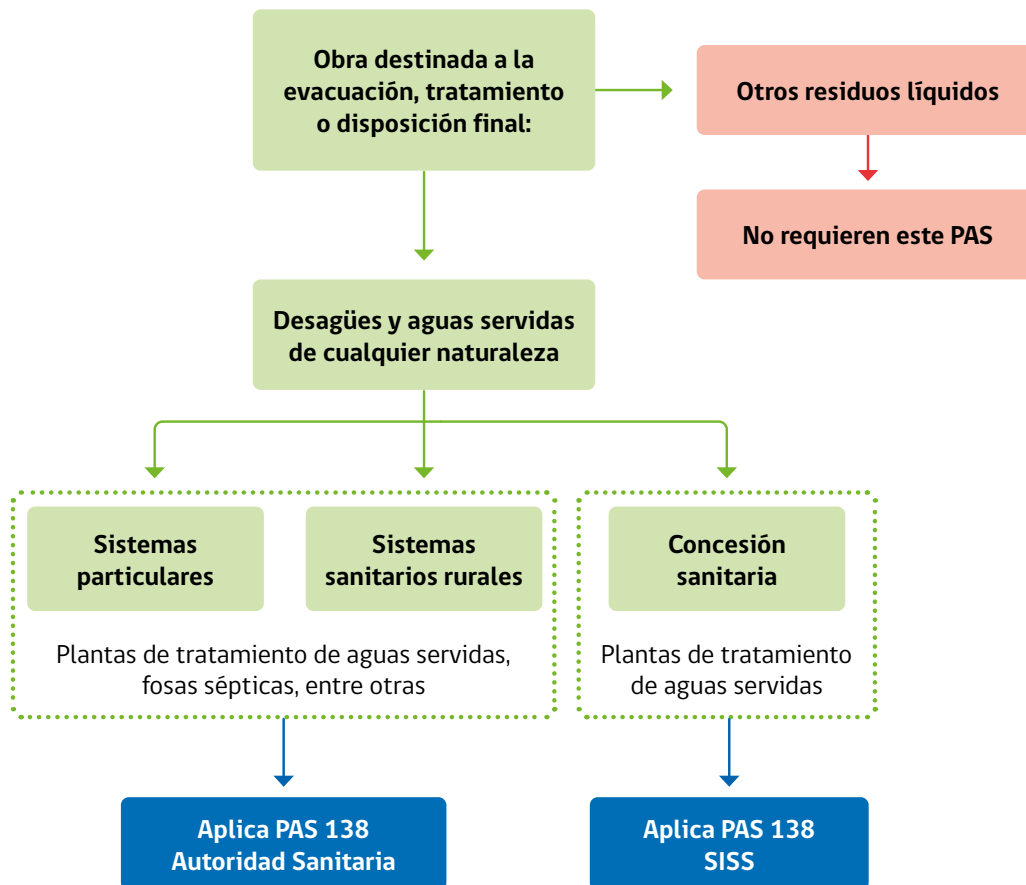 Obra destinada a la
evacuación, tratamiento
o disposición final:
Otros residuos líquidos
No requieren este PAS
Desagües y aguas servidas
de cualquier naturaleza
Sistemas
particulares
Sistemas
sanitarios rurales
Plantas de tratamiento de aguas servidas,
fosas sépticas, entre otras
Concesión
sanitaria
Plantas de tratamiento
de aguas servidas
Aplica PAS 138
Autoridad Sanitaria
Aplica PAS 138
SISS